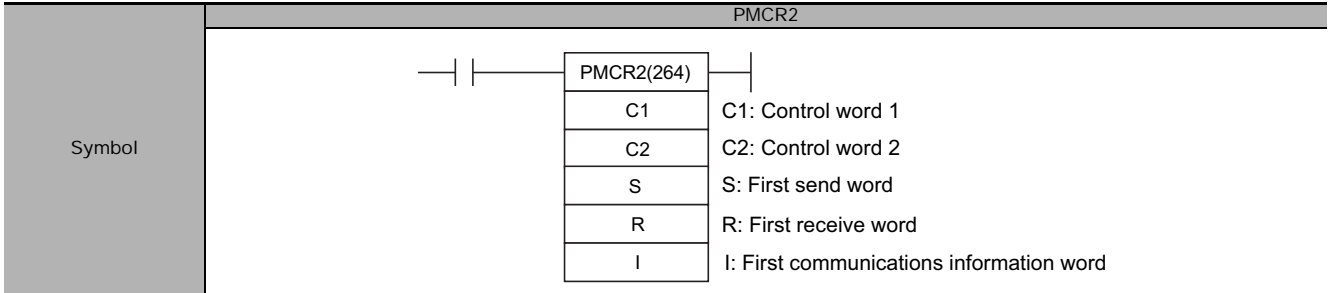 PMCR2
Symbol
PMCR2(264)
C1 C1: Control word 1
C2 C2: Control word 2
S S: First send word
R R: First receive word
I I: First communications information word